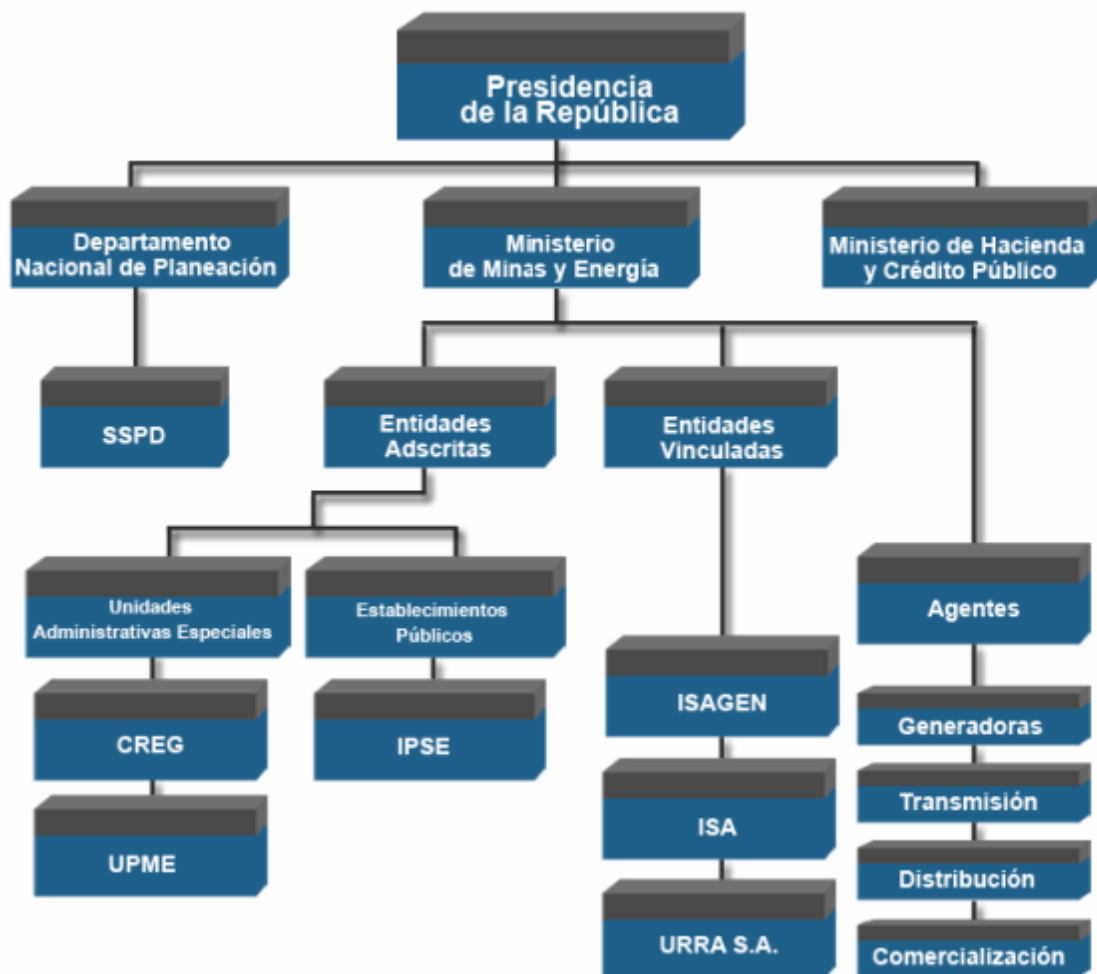 Presidencia
de la República
Departamento
Nacional de Planeación
Ministerio
de Minas y Energía
Ministerio de Hacienda
y Crédito Público
SSPD
Entidades
Adscritas
Entidades
Vinculadas
Unidades
Administrativas Especiales
Establecimientos
Públicos
Agentes
CREG
IPSE
ISAGEN
Generadoras
UPME
ISA
Transmisión
Distribución
URRA S.A.
Comercialización